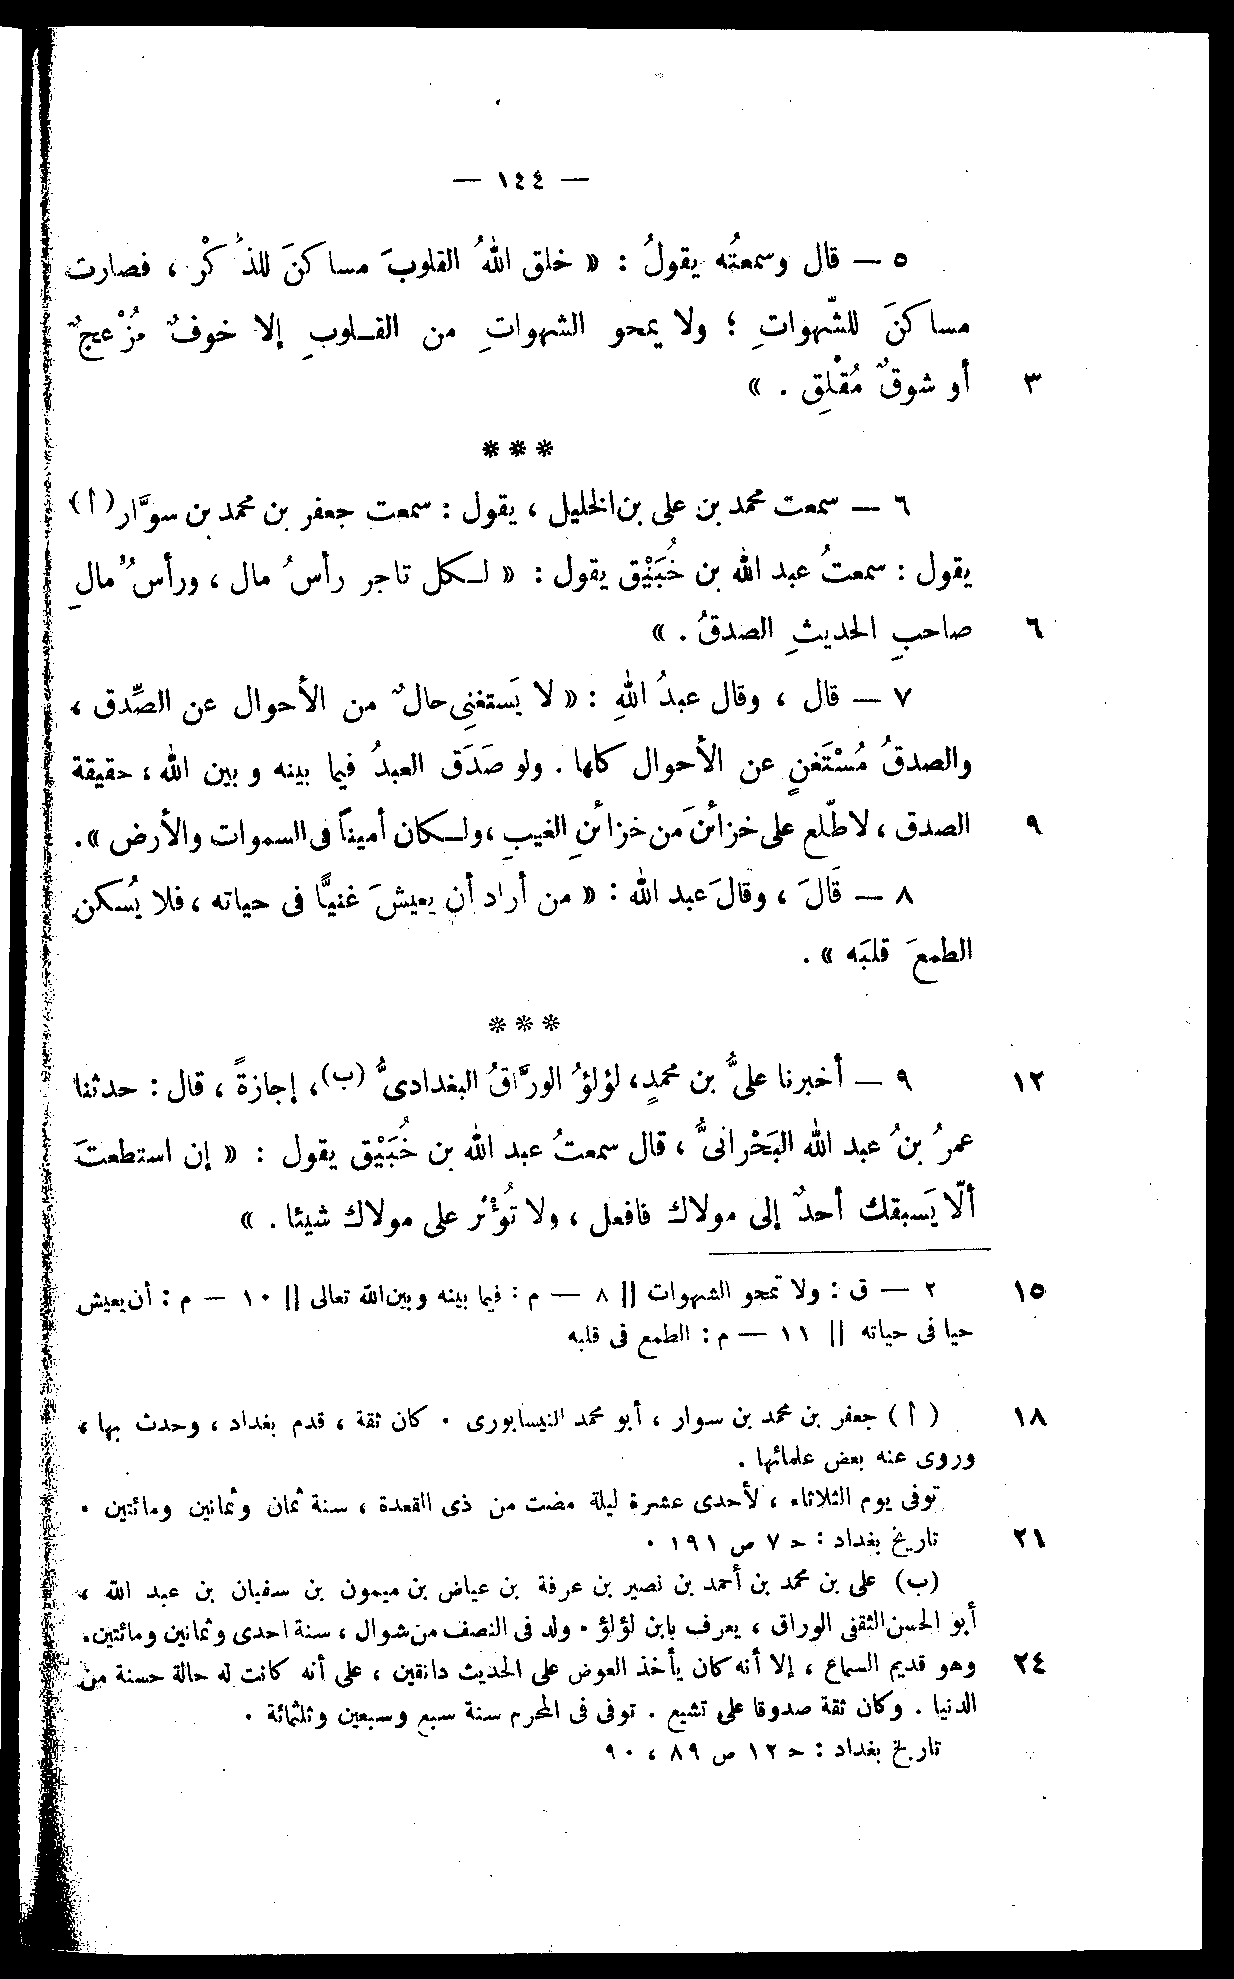 — ١٤٤ —
٥ — قال وسمعتُه يقولُ : « خلق اللهُ القلوبَ مساكنَ للذِّكْر ، فصارت
مساكنَ للشّهواتِ ؛ ولا يمحو الشهواتِ من القـلوبِ إلا خوفٌ مُزْعجٌ
٣ أو شوقٌ مُقْلِق . »
***
٦ — سمعت محمد بن على بن الخليل ، يقول : سمعت جعفر بن محمد بن سوَّار (أ)
يقول : سمعتُ عبد الله بن خُبَيْق يقول : « لـكل تاجر رأسُ مال ، ورأسُ مالِ
٦ صاحبِ الحديثِ الصدقُ . »
٧ — قال ، وقال عبدُ اللهِ : « لا يَستغنِى حالٌ من الأحوال عن الصِّدق ،
والصدقُ مُسْتَغنٍ عن الأحوال كلها . ولو صَدَق العبدُ فيما بينه وبين الله ، حقيقة
٩ الصدق ، لاطّلع على خزائنَ من خزائنِ الغيبِ ، ولـكان أميناً فى السموات والأرض » .
٨ — قَالَ ، وقالَ عبد الله : « من أراد أن يعيشَ غنيًّا فى حياته ، فلا يُسكن
الطمعَ قلبَه » .
***
١٢ ٩ — أخبرنا علىُّ بن محمدٍ، لؤلؤُ الورَّاقُ البغدادىُّ (ب) ، إجازةً ، قال : حدثنا
عمرُ بنُ عبد الله البَحْرانىُّ ، قال سمعتُ عبد الله بن خُبَيْق يقول : « إن استطعتَ
ألّا يَسبقك أحدٌ إلى مولاك فافعل ، ولا تُؤْثر على مولاك شيئا . »
١٥ ٢ — ق : ولا تمحو الشهوات || ٨ — م : فيما بينه وبين الله تعالى || ١٠ — م : أن يعيش
حيا فى حياته || ١١ — م : الطمع فى قلبه
١٨ ( أ ) جعفر بن محمد بن سوار ، أبو محمد النيسابورى . كان ثقة ، قدم بغداد ، وحدث بها ،
وروى عنه بعض علمائها .
توفى يوم الثلاثاء ، لأحدى عشرة ليلة مضت من ذى القعدة ، سنة ثمان وثمانين ومائتين .
٢١ تاريخ بغداد : ح ٧ ص ١٩١ .
(ب) على بن محمد بن أحمد بن نصير بن عرفة بن عياض بن ميمون بن سفيان بن عبد الله ،
أبو الحسن الثقفى الوراق ، يعرف بابن لؤلؤ . ولد فى النصف من شوال ، سنة احدى وثمانين ومائتين .
٢٤ وهو قديم السماع ، إلا أنه كان يأخذ العوض على الحديث دانقين ، على أنه كانت له حالة حسنة من
الدنيا . وكان ثقة صدوقا على تشيع . توفى فى المحرم سنة سبع وسبعين وثلثمائة .
تاريخ بغداد : ح ١٢ ص ٨٩ ، ٩٠